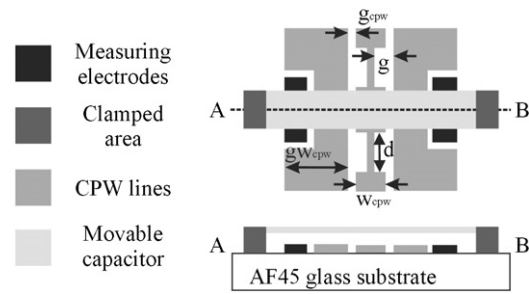 Measuring
electrodes
Clamped
area
CPW lines
Movable
capacitor
gcpw
g
A
B
gwcpw
d
wcpw
A
B
AF45 glass substrate